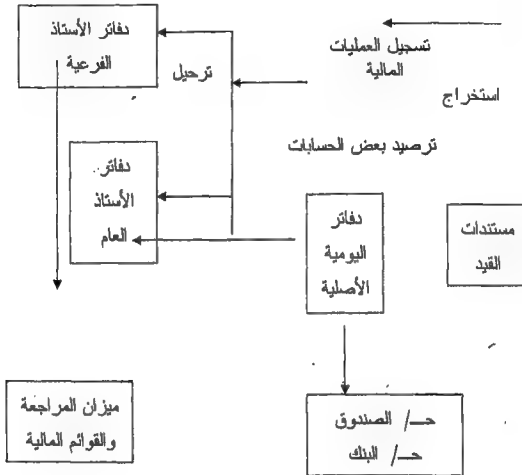 دفاتر الأستاذ
الفرعية
ترحيل
تسجيل العمليات
المالية
استخراج
ترصيد بعض الحسابات
دفاتر
الأستاذ
العام
دفاتر
اليومية
الأصلية
مستندات
القيد
ميزان المراجعة
والقوائم المالية
حـ/ الصندوق
حـ/ البنك